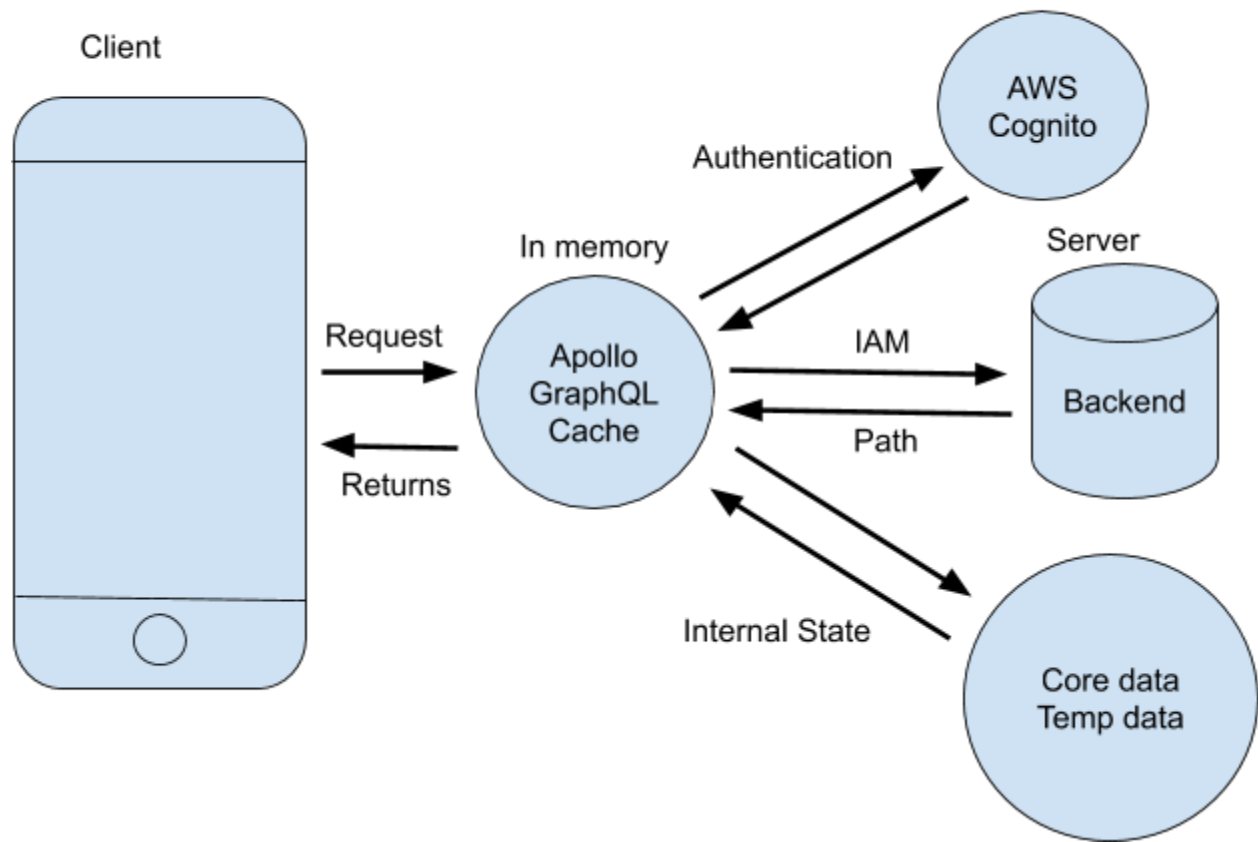 Client
AWS
Cognito
Authentication
In memory
Server
Request
Apollo
GraphQL
Cache
IAM
Backend
Path
Returns
Internal State
Core data
Temp data